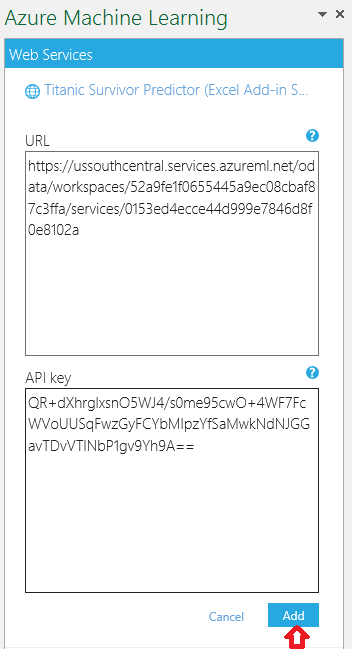 Azure Machine Learning
Web Services
Titanic Survivor Predictor (Excel Add-in S...
URL
https://ussouthcentral.services.azureml.net/od
ata/workspaces/52a9fe1f0655445a9ec08cbaf8
7c3ffa/services/0153ed4ecce44d999e7846d8f
0e8102a
API key
QR+dXhrglxsnO5WJ4/s0me95cwO+4WF7Fc
WVoUUSqFwzGyFCYbMIpzYfSaMwkNdNJGG
avTDvVTINbP1gv9Yh9A==
Cancel
Add